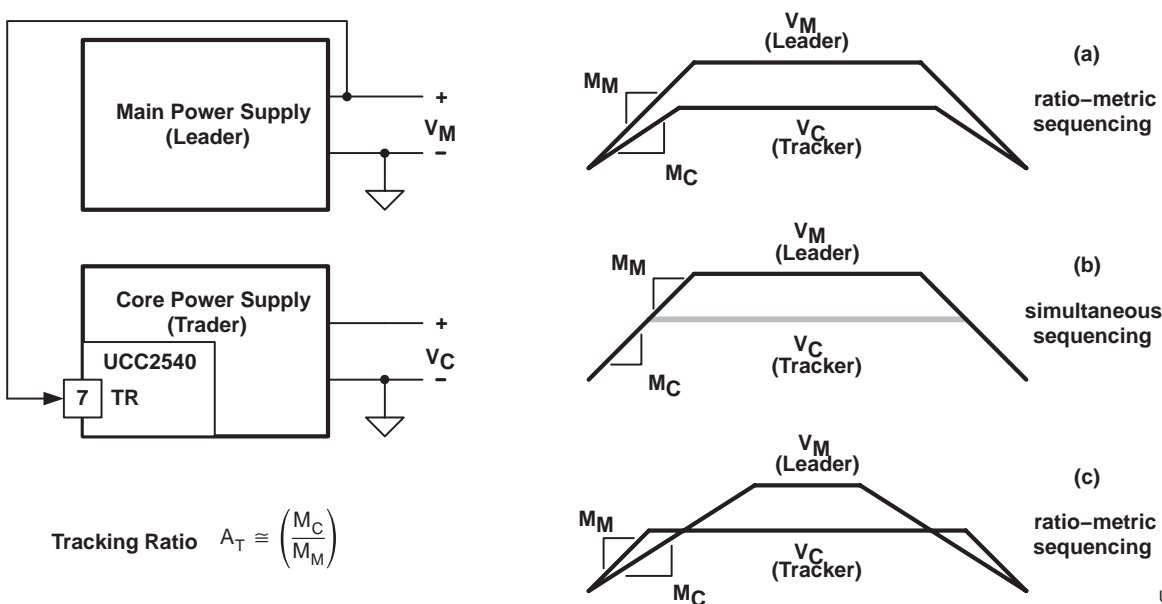 Main Power Supply
(Leader)
+
VM
-
Core Power Supply
(Trader)
UCC2540
7
TR
+
VC
-
Tracking Ratio AT ≅ (MC/MM)
VM
(Leader)
MM
VC
(Tracker)
MC
(a)
ratio-metric
sequencing
VM
(Leader)
MM
VC
(Tracker)
MC
(b)
simultaneous
sequencing
VM
(Leader)
MM
VC
(Tracker)
MC
(c)
ratio-metric
sequencing